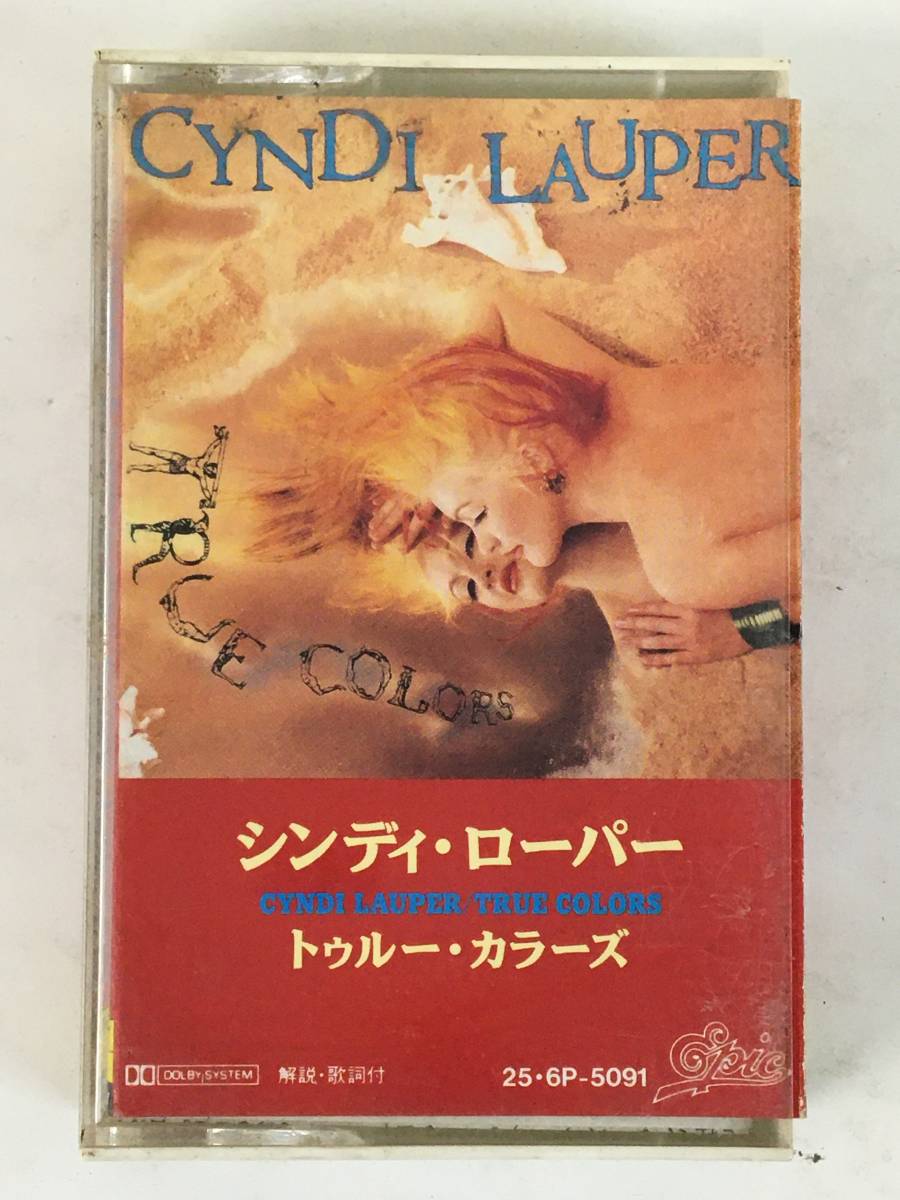 CYNDI LAUPER
TRUE COLORS
シンディ・ローパー
CYNDI LAUPER/TRUE COLORS
トゥルー・カラーズ
DOLBY SYSTEM 解説・歌詞付 25・6P-5091 Epic